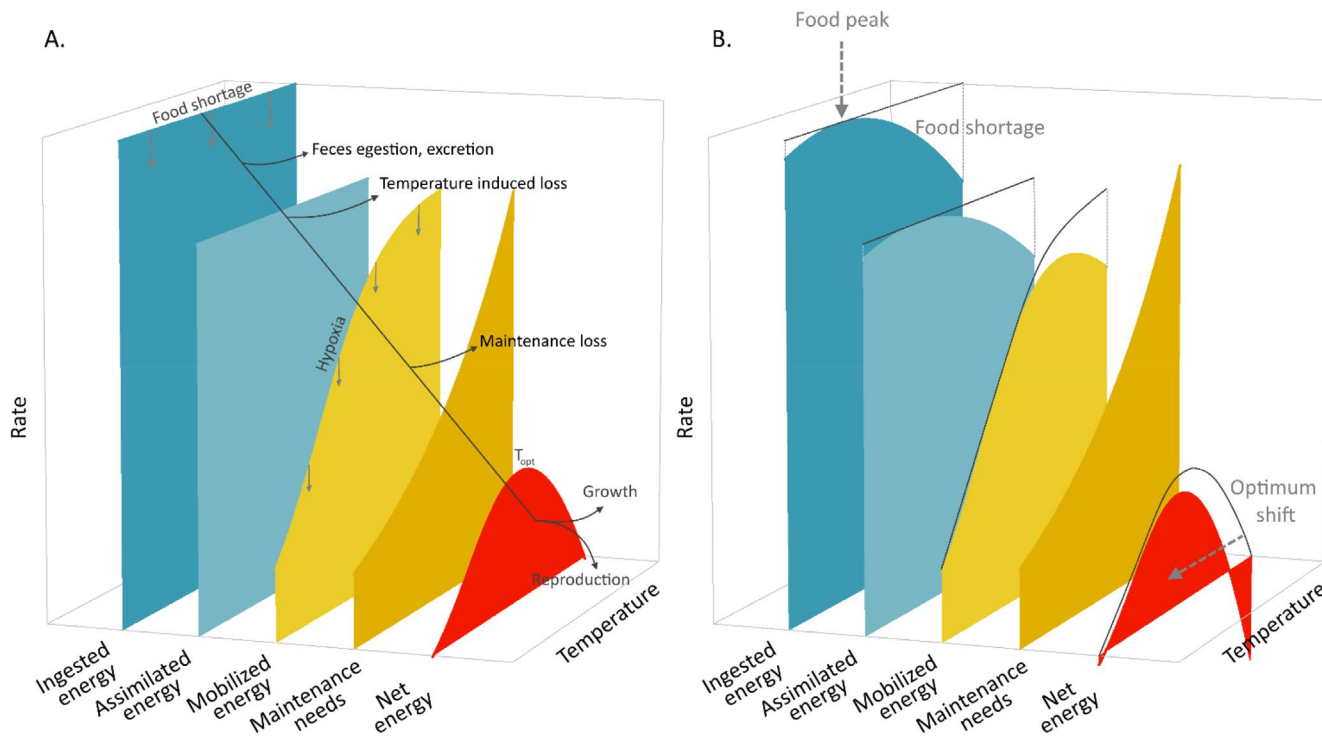 A.
Food shortage
Feces egestion, excretion
Temperature induced loss
Hypoxia
Maintenance loss
Topt
Growth
Reproduction
Rate
Temperature
Ingested
energy
Assimilated
energy
Mobilized
energy
Maintenance
needs
Net
energy
B.
Food peak
Food shortage
Optimum
shift
Rate
Temperature
Ingested
energy
Assimilated
energy
Mobilized
energy
Maintenance
needs
Net
energy